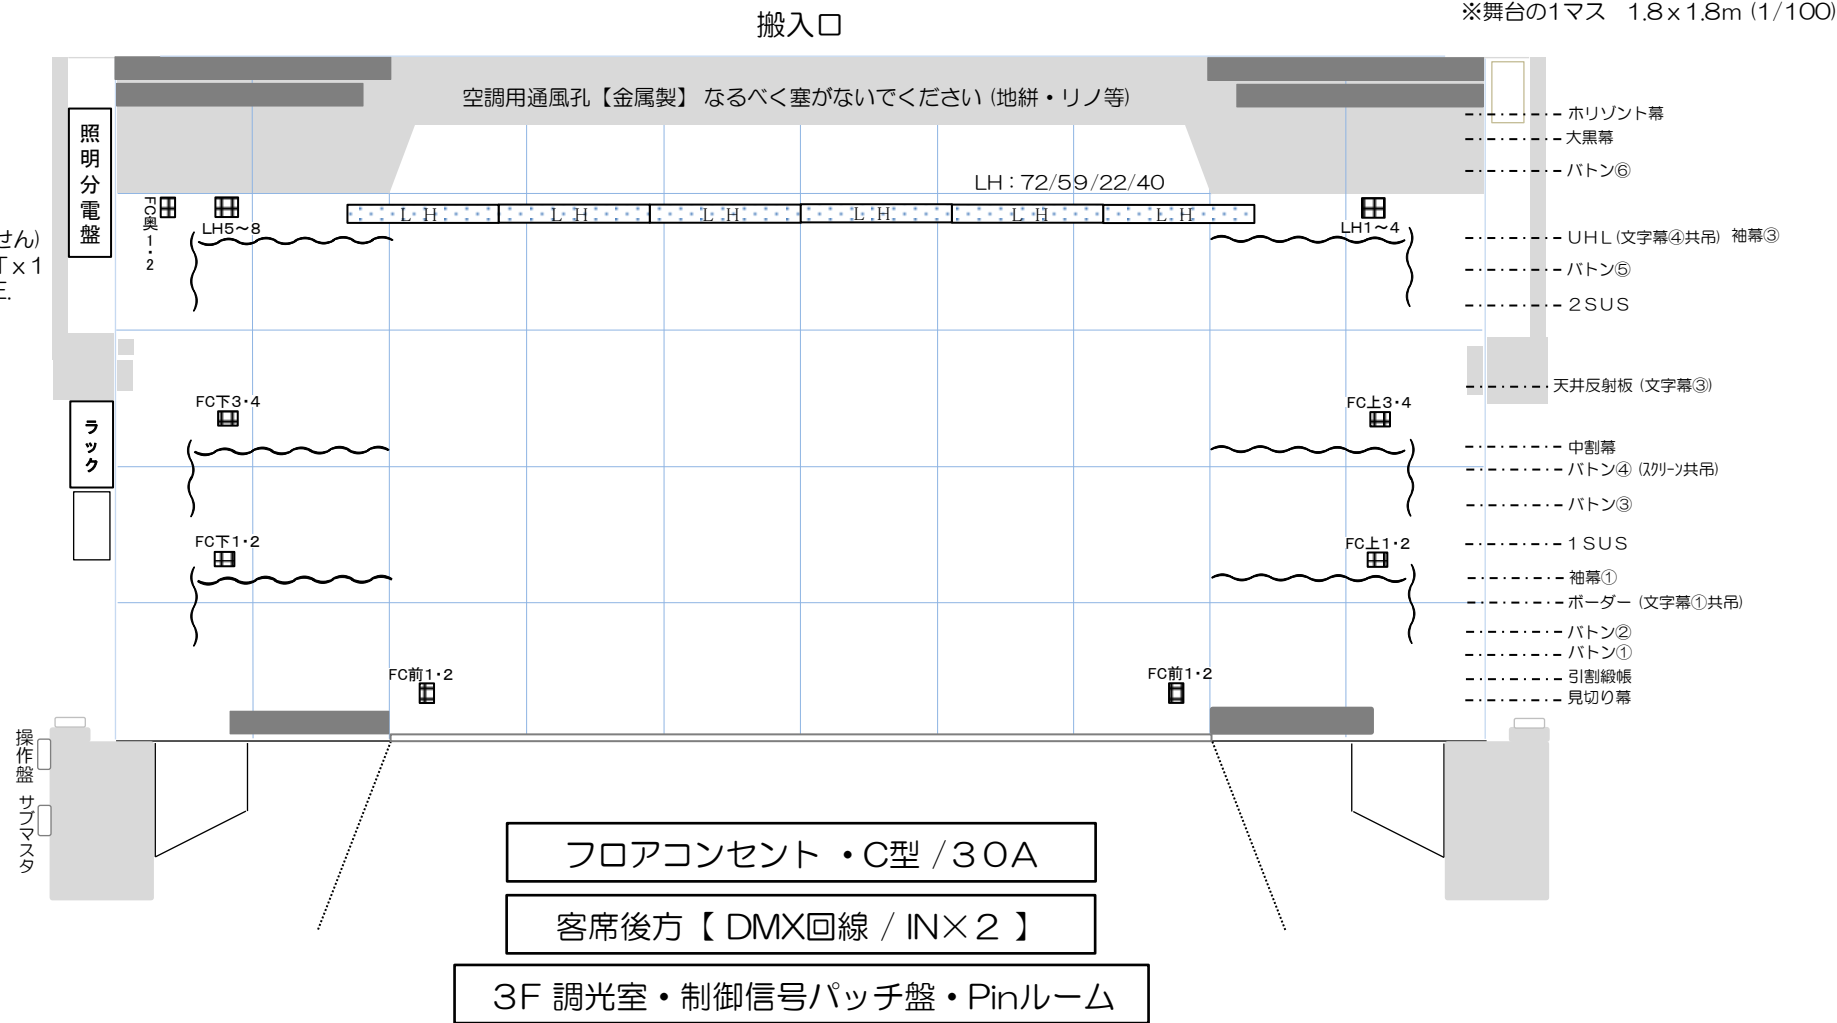 ※舞台の1マス 1.8×1.8m (1/100)
搬入口
空調用通風孔【金属製】 なるべく塞がないでください (地絣・リノ等)
照明分電盤
せん)
T×1
FC奥1・2
LH5～8
LH：72/59/22/40
LH LH LH LH LH LH
LH1～4
ホリゾント幕
大黒幕
バトン⑥
UHL (文字幕④共吊) 袖幕③
バトン⑤
2SUS
天井反射板 (文字幕③)
中割幕
バトン④ (スクリーン共吊)
バトン③
1SUS
袖幕①
ボーダー (文字幕①共吊)
バトン②
バトン①
引割緞帳
見切り幕
ラック
FC下3・4
FC上3・4
FC下1・2
FC上1・2
FC前1・2
FC前1・2
操作盤
サブマスタ
フロアコンセント ・C型 /30A
客席後方【 DMX回線 / IN×2 】
3F 調光室・制御信号パッチ盤・Pinルーム